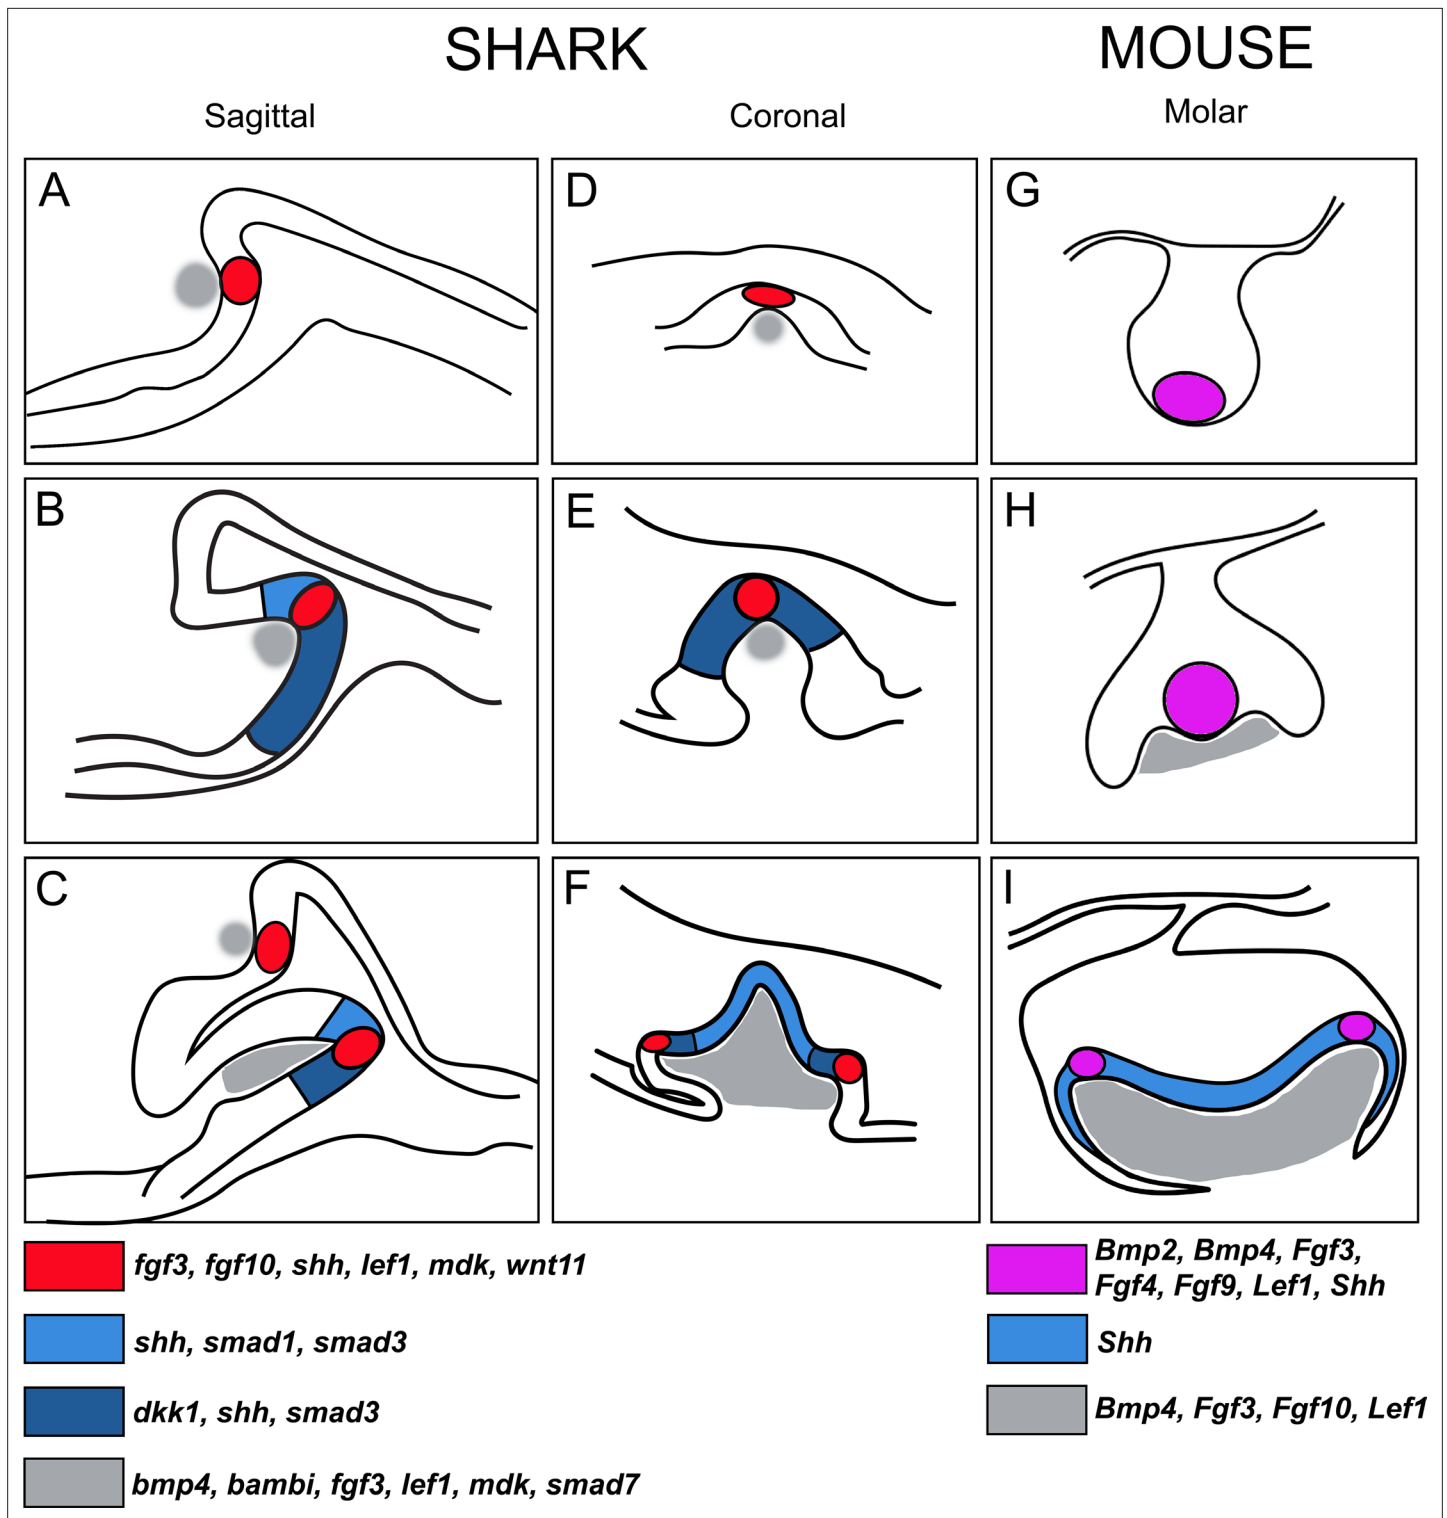 SHARK
MOUSE
Sagittal
Coronal
Molar
A
D
G
B
E
H
C
F
I
fgf3, fgf10, shh, lef1, mdk, wnt11
shh, smad1, smad3
dkk1, shh, smad3
bmp4, bambi, fgf3, lef1, mdk, smad7
Bmp2, Bmp4, Fgf3,
Fgf4, Fgf9, Lef1, Shh
Shh
Bmp4, Fgf3, Fgf10, Lef1